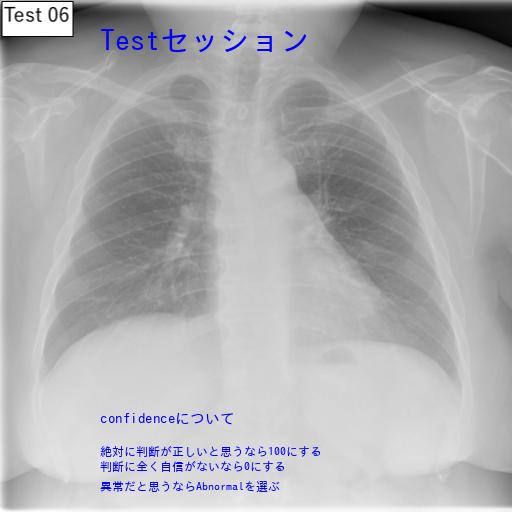 Test 06
Testセッション
confidenceについて
絶対に判断が正しいと思うなら100にする
判断に全く自信がないなら0にする
異常だと思うならAbnormalを選ぶ